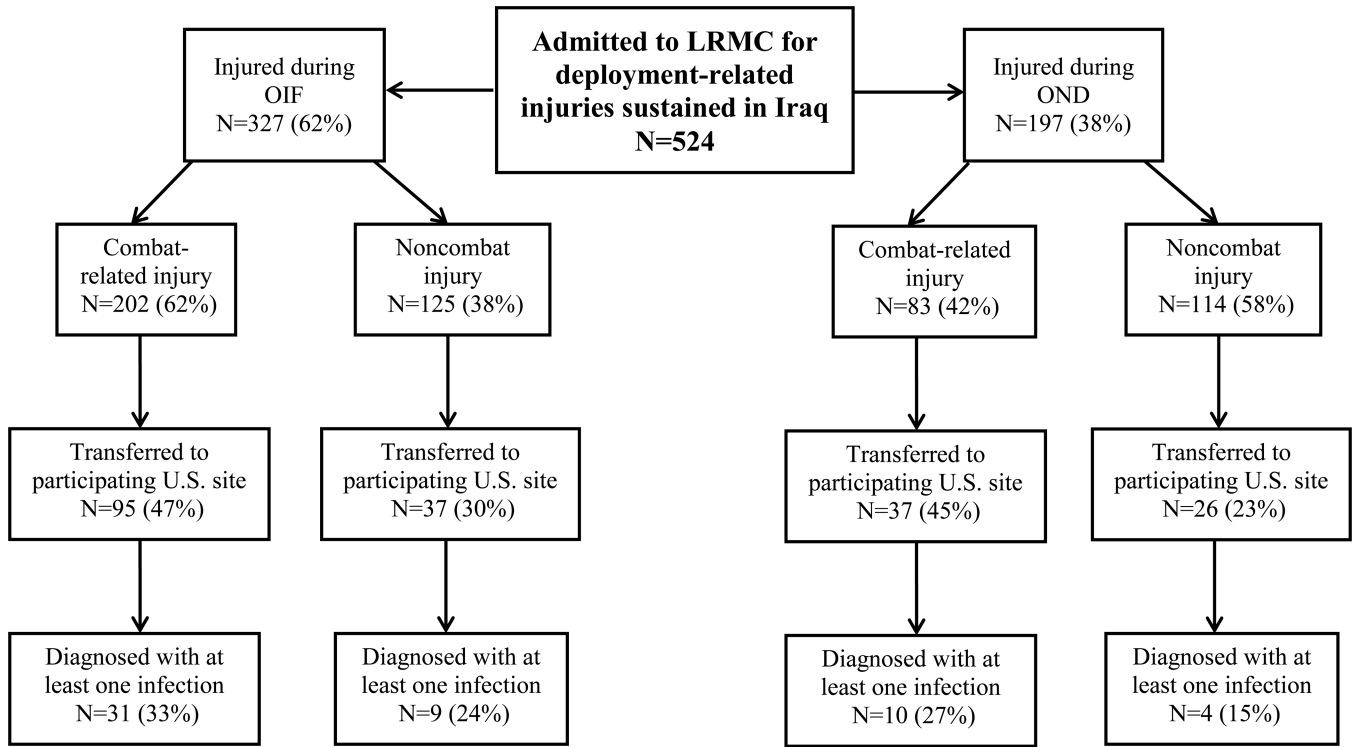 Admitted to LRMC for
deployment-related
injuries sustained in Iraq
N=524
Injured during
OIF
N=327 (62%)
Injured during
OND
N=197 (38%)
Combat-
related injury
N=202 (62%)
Noncombat
injury
N=125 (38%)
Combat-related
injury
N=83 (42%)
Noncombat
injury
N=114 (58%)
Transferred to
participating U.S. site
N=95 (47%)
Transferred to
participating U.S. site
N=37 (30%)
Transferred to
participating U.S. site
N=37 (45%)
Transferred to
participating U.S. site
N=26 (23%)
Diagnosed with at
least one infection
N=31 (33%)
Diagnosed with at
least one infection
N=9 (24%)
Diagnosed with at
least one infection
N=10 (27%)
Diagnosed with at
least one infection
N=4 (15%)